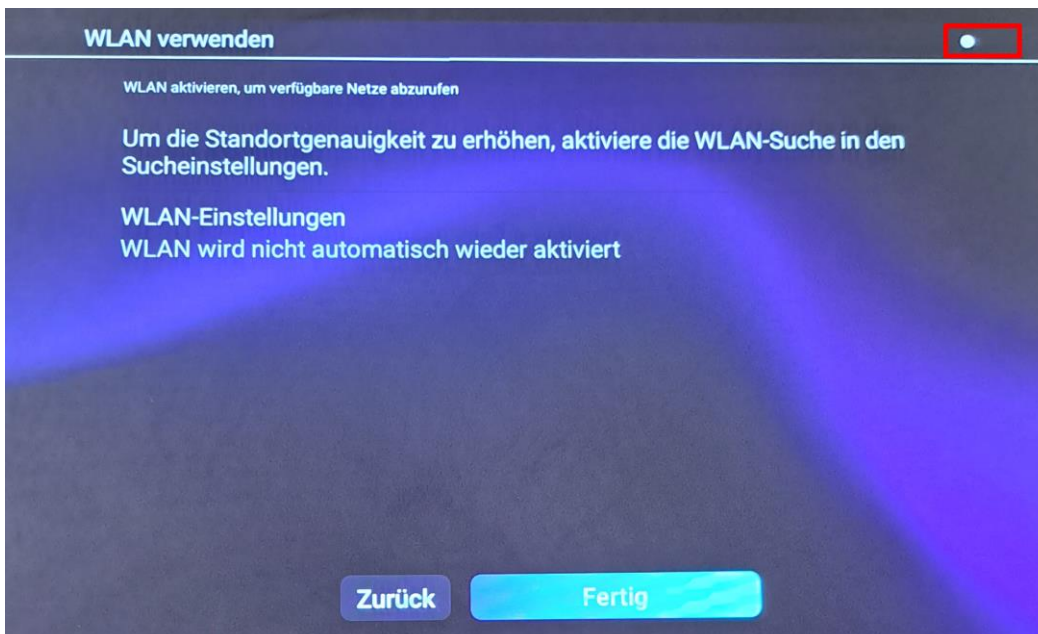 WLAN verwenden
WLAN aktivieren, um verfügbare Netze abzurufen
Um die Standortgenauigkeit zu erhöhen, aktiviere die WLAN-Suche in den
Sucheinstellungen.
WLAN-Einstellungen
WLAN wird nicht automatisch wieder aktiviert
Zurück
Fertig